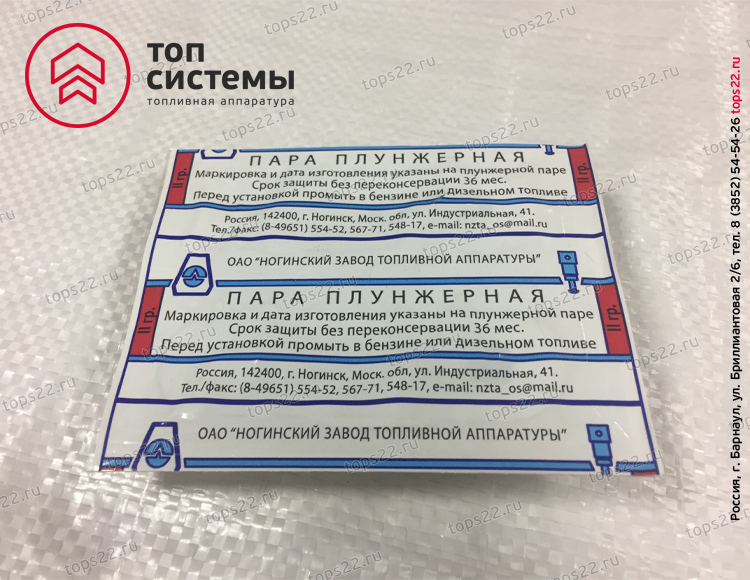 ТОП
СИСТЕМЫ
топливная аппаратура
ПАРА ПЛУНЖЕРНАЯ
II гр.
II гр.
Маркировка и дата изготовления указаны на плунжерной паре
Срок защиты без переконсервации 36 мес.
Перед установкой промыть в бензине или дизельном топливе
Россия, 142400, г. Ногинск, Моск. обл, ул. Индустриальная, 41.
Тел./факс: (8-49651) 554-52, 567-71, 548-17, e-mail: nzta_os@mail.ru
ОАО "НОГИНСКИЙ ЗАВОД ТОПЛИВНОЙ АППАРАТУРЫ"
ПАРА ПЛУНЖЕРНАЯ
II гр.
II гр.
Маркировка и дата изготовления указаны на плунжерной паре
Срок защиты без переконсервации 36 мес.
Перед установкой промыть в бензине или дизельном топливе
Россия, 142400, г. Ногинск, Моск. обл, ул. Индустриальная, 41.
Тел./факс: (8-49651) 554-52, 567-71, 548-17, e-mail: nzta_os@mail.ru
ОАО "НОГИНСКИЙ ЗАВОД ТОПЛИВНОЙ АППАРАТУРЫ"
Россия, г. Барнаул, ул. Бриллиантовая 2/6, тел. 8 (3852) 54-54-26 tops22.ru
tops22.ru